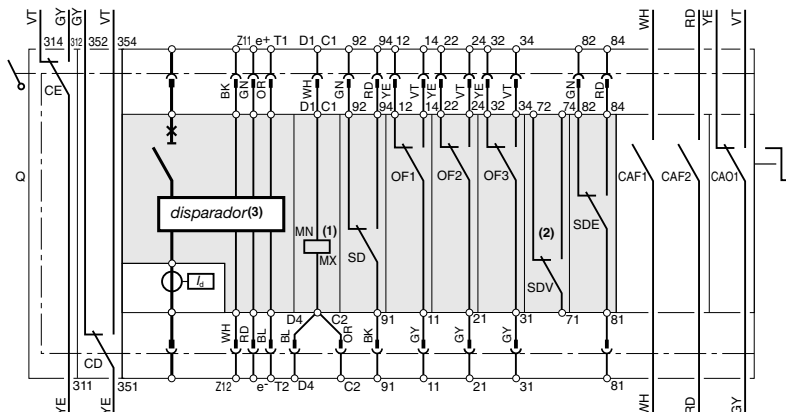 VT GY GY VT WH RD YE VT
314 312 352 354 Z11 e+ T1 D1 C1 92 94 12 14 22 24 32 34 82 84
CE BK GN OR WH GN RD YE VT YE VT YE VT GN RD
D1 C1 92 94 12 14 22 24 32 34 72 74 82 84
Q OF1 OF2 OF3 CAF1 CAF2 CAO1
SDE
disparador(3)
MN (1) (2)
MX SD
SDV
Id
D4 C2 91 11 21 31 71 81
WH RD BL BL OR BK GY GY GY
CD
311 351 Z12 e- T2 D4 C2 91 11 21 31 81
YE YE WH RD GY